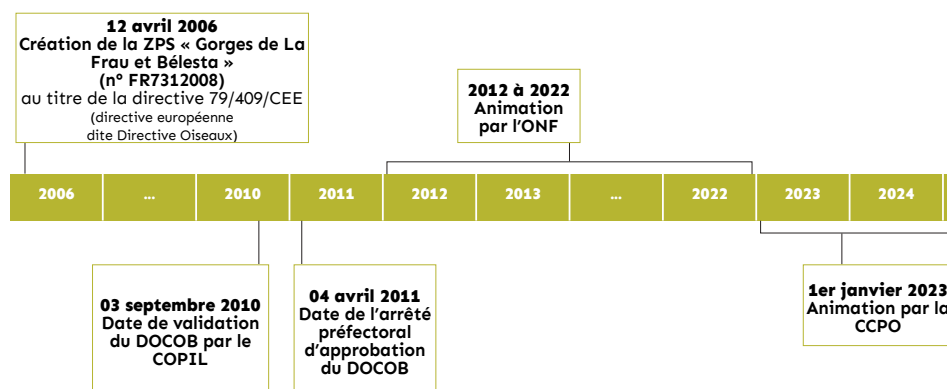 12 avril 2006
Création de la ZPS « Gorges de La
Frau et Bélesta »
(n° FR7312008)
au titre de la directive 79/409/CEE
(directive européenne
dite Directive Oiseaux)
2012 à 2022
Animation
par l'ONF
2006
...
2010
2011
2012
2013
...
2022
2023
2024
03 septembre 2010
Date de validation
du DOCOB par le
COPIL
04 avril 2011
Date de l'arrêté
préfectoral
d'approbation
du DOCOB
1er janvier 2023
Animation par la
CCPO